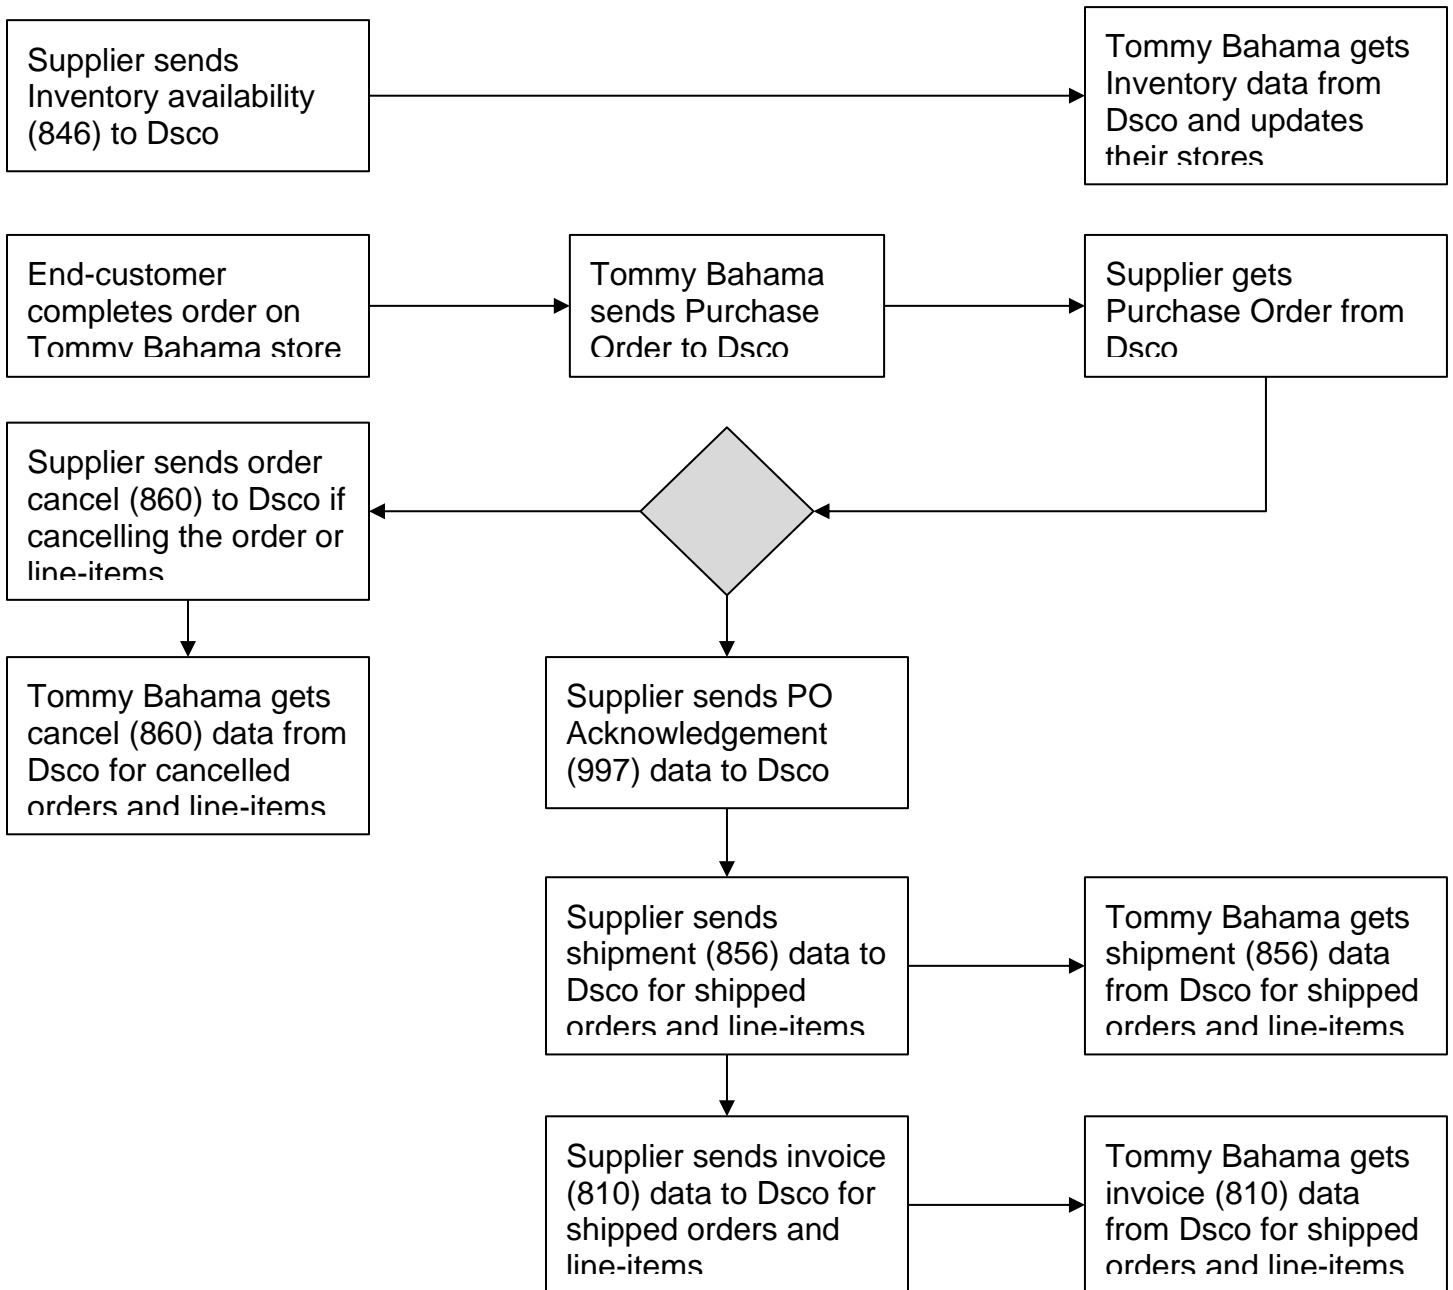 Supplier sends
Inventory availability
(846) to Dsco
Tommy Bahama gets
Inventory data from
Dsco and updates
their stores
End-customer
completes order on
Tommy Bahama store
Tommy Bahama
sends Purchase
Order to Dsco
Supplier gets
Purchase Order from
Dsco
Supplier sends order
cancel (860) to Dsco if
cancelling the order or
line-items
Tommy Bahama gets
cancel (860) data from
Dsco for cancelled
orders and line-items
Supplier sends PO
Acknowledgement
(997) data to Dsco
Supplier sends
shipment (856) data to
Dsco for shipped
orders and line-items
Tommy Bahama gets
shipment (856) data
from Dsco for shipped
orders and line-items
Supplier sends invoice
(810) data to Dsco for
shipped orders and
line-items
Tommy Bahama gets
invoice (810) data
from Dsco for shipped
orders and line-items